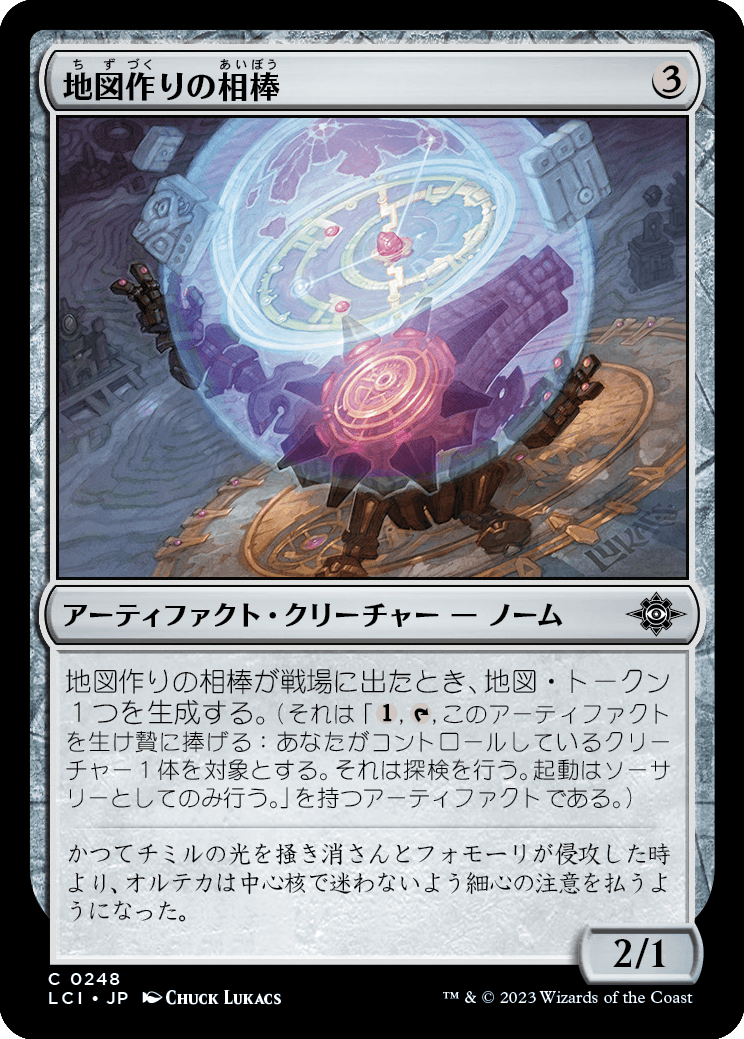 ち ず づく あいぼう
地図作りの相棒
3
LUKACS
アーティファクト・クリーチャー — ノーム
地図作りの相棒が戦場に出たとき、地図・トークン
１つを生成する。（それは「1, T,このアーティファクト
を生け贄に捧げる：あなたがコントロールしているクリー
チャー１体を対象とする。それは探検を行う。起動はソーサ
リーとしてのみ行う。」を持つアーティファクトである。）
かつてチミルの光を掻き消さんとフォモーリが侵攻した時
より、オルテカは中心核で迷わないよう細心の注意を払うよ
うになった。
2/1
C 0248
LCI • JP CHUCK LUKACS
™ & © 2023 Wizards of the Coast